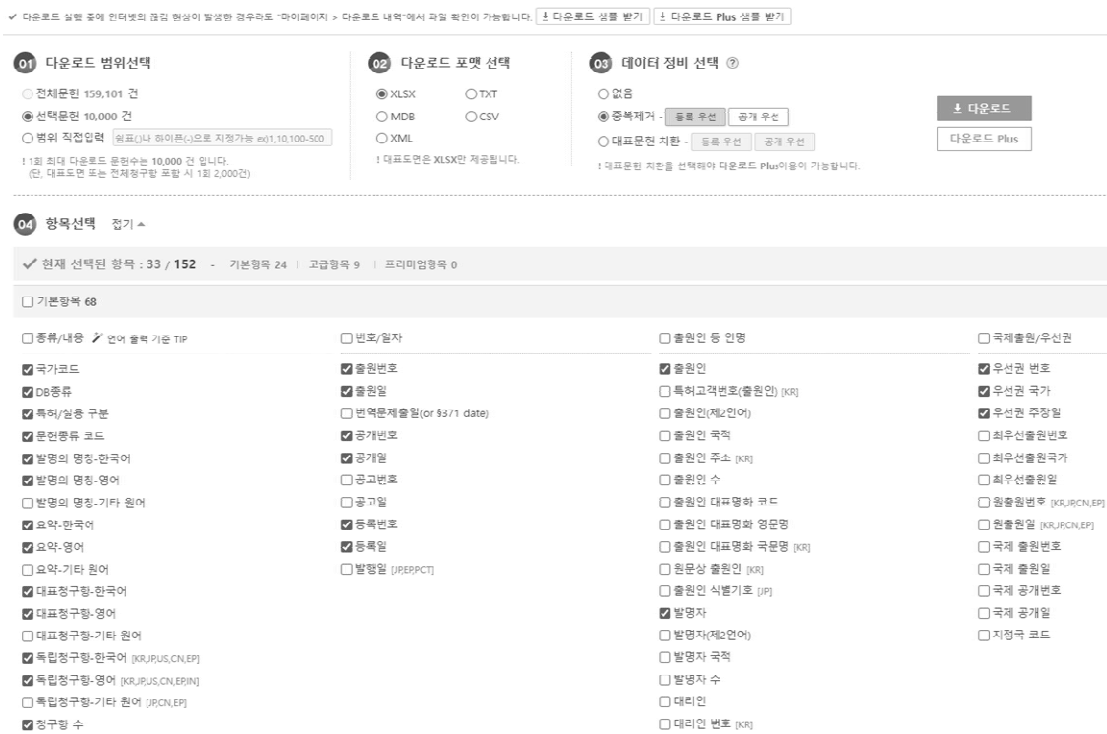 다운로드 실행 중에 인터넷의 끊김 현상이 발생한 경우라도 "마이페이지 > 다운로드 내역"에서 파일 확인이 가능합니다. 다운로드 샘플 받기 다운로드 Plus 샘플 받기
01 다운로드 범위선택
전체문헌 159,101 건
선택문헌 10,000 건
범위 직접입력 쉼표(,)나 하이픈(-)으로 지정가능 ex)1,10,100-500
! 1회 최대 다운로드 문헌수는 10,000 건 입니다.
(단, 대표도면 또는 전체청구항 포함 시 1회 2,000건)
02 다운로드 포맷 선택
XLSX TXT
MDB CSV
XML
! 대표도면은 XLSX만 제공됩니다.
03 데이터 정비 선택 ?
없음
중복제거 - 등록 우선 공개 우선
대표문헌 치환 - 등록 우선 공개 우선
! 대표문헌 치환을 선택해야 다운로드 Plus이용이 가능합니다.
다운로드
다운로드 Plus
04 항목선택 접기
현재 선택된 항목 : 33 / 152 - 기본항목 24 | 고급항목 9 | 프리미엄항목 0
기본항목 68
종류/내용 언어 출력 기준 TIP
국가코드
DB종류
특허/실용 구분
문헌종류 코드
발명의 명칭-한국어
발명의 명칭-영어
발명의 명칭-기타 원어
요약-한국어
요약-영어
요약-기타 원어
대표청구항-한국어
대표청구항-영어
대표청구항-기타 원어
독립청구항-한국어 [KR,JP,US,CN,EP]
독립청구항-영어 [KR,JP,US,CN,EP,IN]
독립청구항-기타 원어 [JP,CN,EP]
청구항 수
번호/일자
출원번호
출원일
번역문제출일(or §371 date)
공개번호
공개일
공고번호
공고일
등록번호
등록일
발행일 [JP,EP,PCT]
출원인 등 인명
출원인
특허고객번호(출원인) [KR]
출원인(제2언어)
출원인 국적
출원인 주소 [KR]
출원인 수
출원인 대표명화 코드
출원인 대표명화 영문명
출원인 대표명화 국문명 [KR]
원문상 출원인 [KR]
출원인 식별기호 [JP]
발명자
발명자(제2언어)
발명자 국적
발명자 수
대리인
대리인 번호 [KR]
국제출원/우선권
우선권 번호
우선권 국가
우선권 주장일
최우선출원번호
최우선출원국가
최우선출원일
원출원번호 [KR,JP,CN,EP]
원출원일 [KR,JP,CN,EP]
국제 출원번호
국제 출원일
국제 공개번호
국제 공개일
지정국 코드